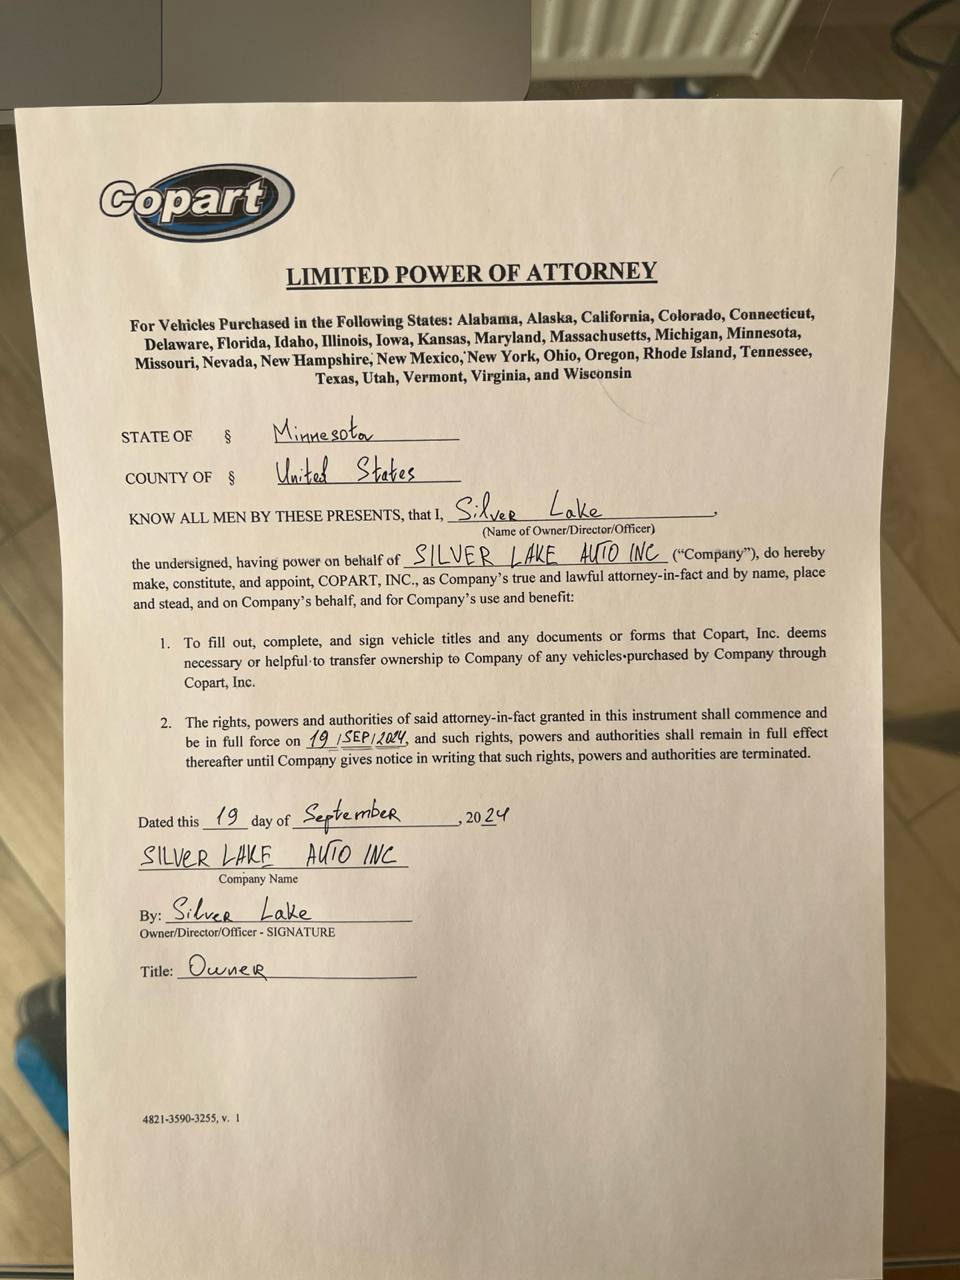 Copart
LIMITED POWER OF ATTORNEY
For Vehicles Purchased in the Following States: Alabama, Alaska, California, Colorado, Connecticut,
Delaware, Florida, Idaho, Illinois, Iowa, Kansas, Maryland, Massachusetts, Michigan, Minnesota,
Missouri, Nevada, New Hampshire, New Mexico, New York, Ohio, Oregon, Rhode Island, Tennessee,
Texas, Utah, Vermont, Virginia, and Wisconsin
STATE OF § Minnesota
COUNTY OF § United States
KNOW ALL MEN BY THESE PRESENTS, that I, Silver Lake,
(Name of Owner/Director/Officer)
the undersigned, having power on behalf of SILVER LAKE AUTO INC (“Company”), do hereby
make, constitute, and appoint, COPART, INC., as Company’s true and lawful attorney-in-fact and by name, place
and stead, and on Company’s behalf, and for Company’s use and benefit:
1. To fill out, complete, and sign vehicle titles and any documents or forms that Copart, Inc. deems
necessary or helpful to transfer ownership to Company of any vehicles purchased by Company through
Copart, Inc.
2. The rights, powers and authorities of said attorney-in-fact granted in this instrument shall commence and
be in full force on 19/SEP/2024, and such rights, powers and authorities shall remain in full effect
thereafter until Company gives notice in writing that such rights, powers and authorities are terminated.
Dated this 19 day of September, 2024
SILVER LAKE AUTO INC
Company Name
By: Silver Lake
Owner/Director/Officer - SIGNATURE
Title: Owner
4821-3590-3255, v. 1